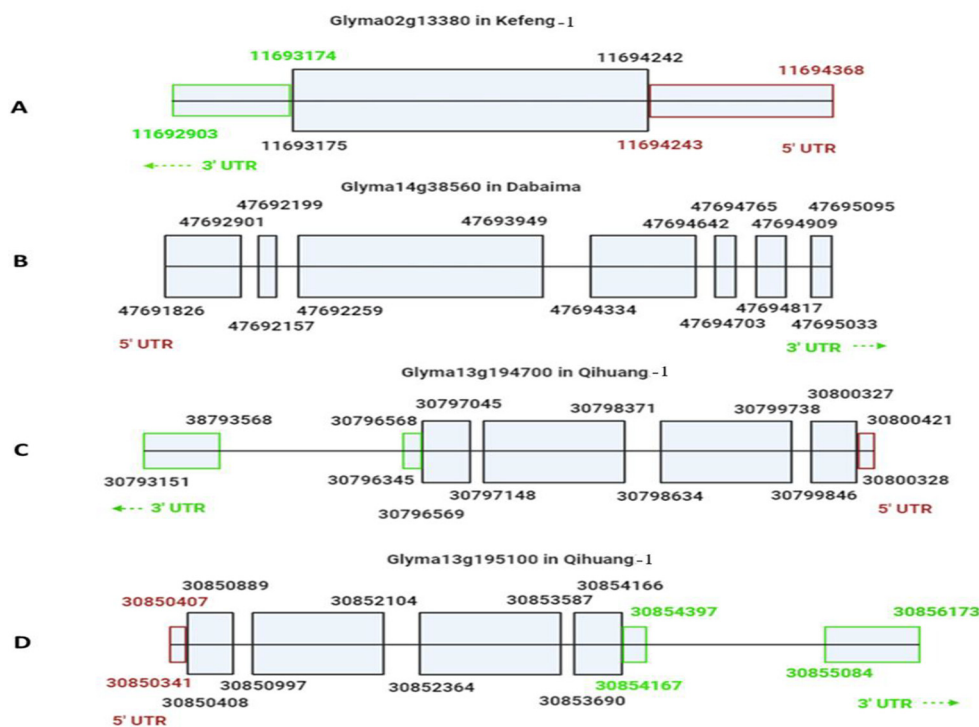 Glyma02g13380 in Kefeng-1
11693174 11694242 11694368
A
11692903 11693175 11694243 5' UTR
3' UTR
Glyma14g38560 in Dabaima
47692199 47694765 47695095
47692901 47693949 47694642 47694909
B
47691826 47692259 47694334 47694817
47692157 47694703 47695033
5' UTR 3' UTR
Glyma13g194700 in Qihuang-1
30797045 30800327
38793568 30796568 30798371 30799738 30800421
C
30793151 30796345 30797148 30798634 30799846 30800328
30796569
3' UTR 5' UTR
Glyma13g195100 in Qihuang-1
30850889 30854166
30850407 30852104 30853587 30854397 30856173
D
30850341 30850997 30852364 30854167 30855084
30850408 30853690
5' UTR 3' UTR